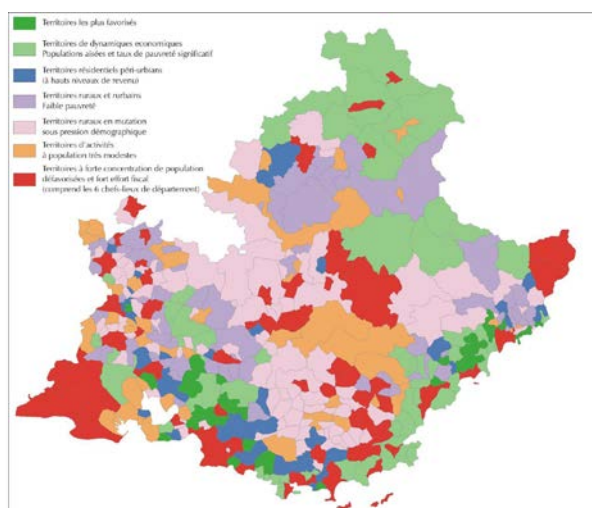 Territoires les plus favorisés
Territoires de dynamiques economiques
Populations aisées et taux de pauvreté significatif
Territoires résidentiels péri-urbians
(à hauts niveaux de revenu)
Territoires ruraux et rurbains
Faible pauvreté
Territoires ruraux en mutation
sous pression démographique
Territoires d'activités
à population très modestes
Territoires à forte concentration de population
défavorisées et fort effort fiscal
(comprend les 6 chefs-lieux de département)